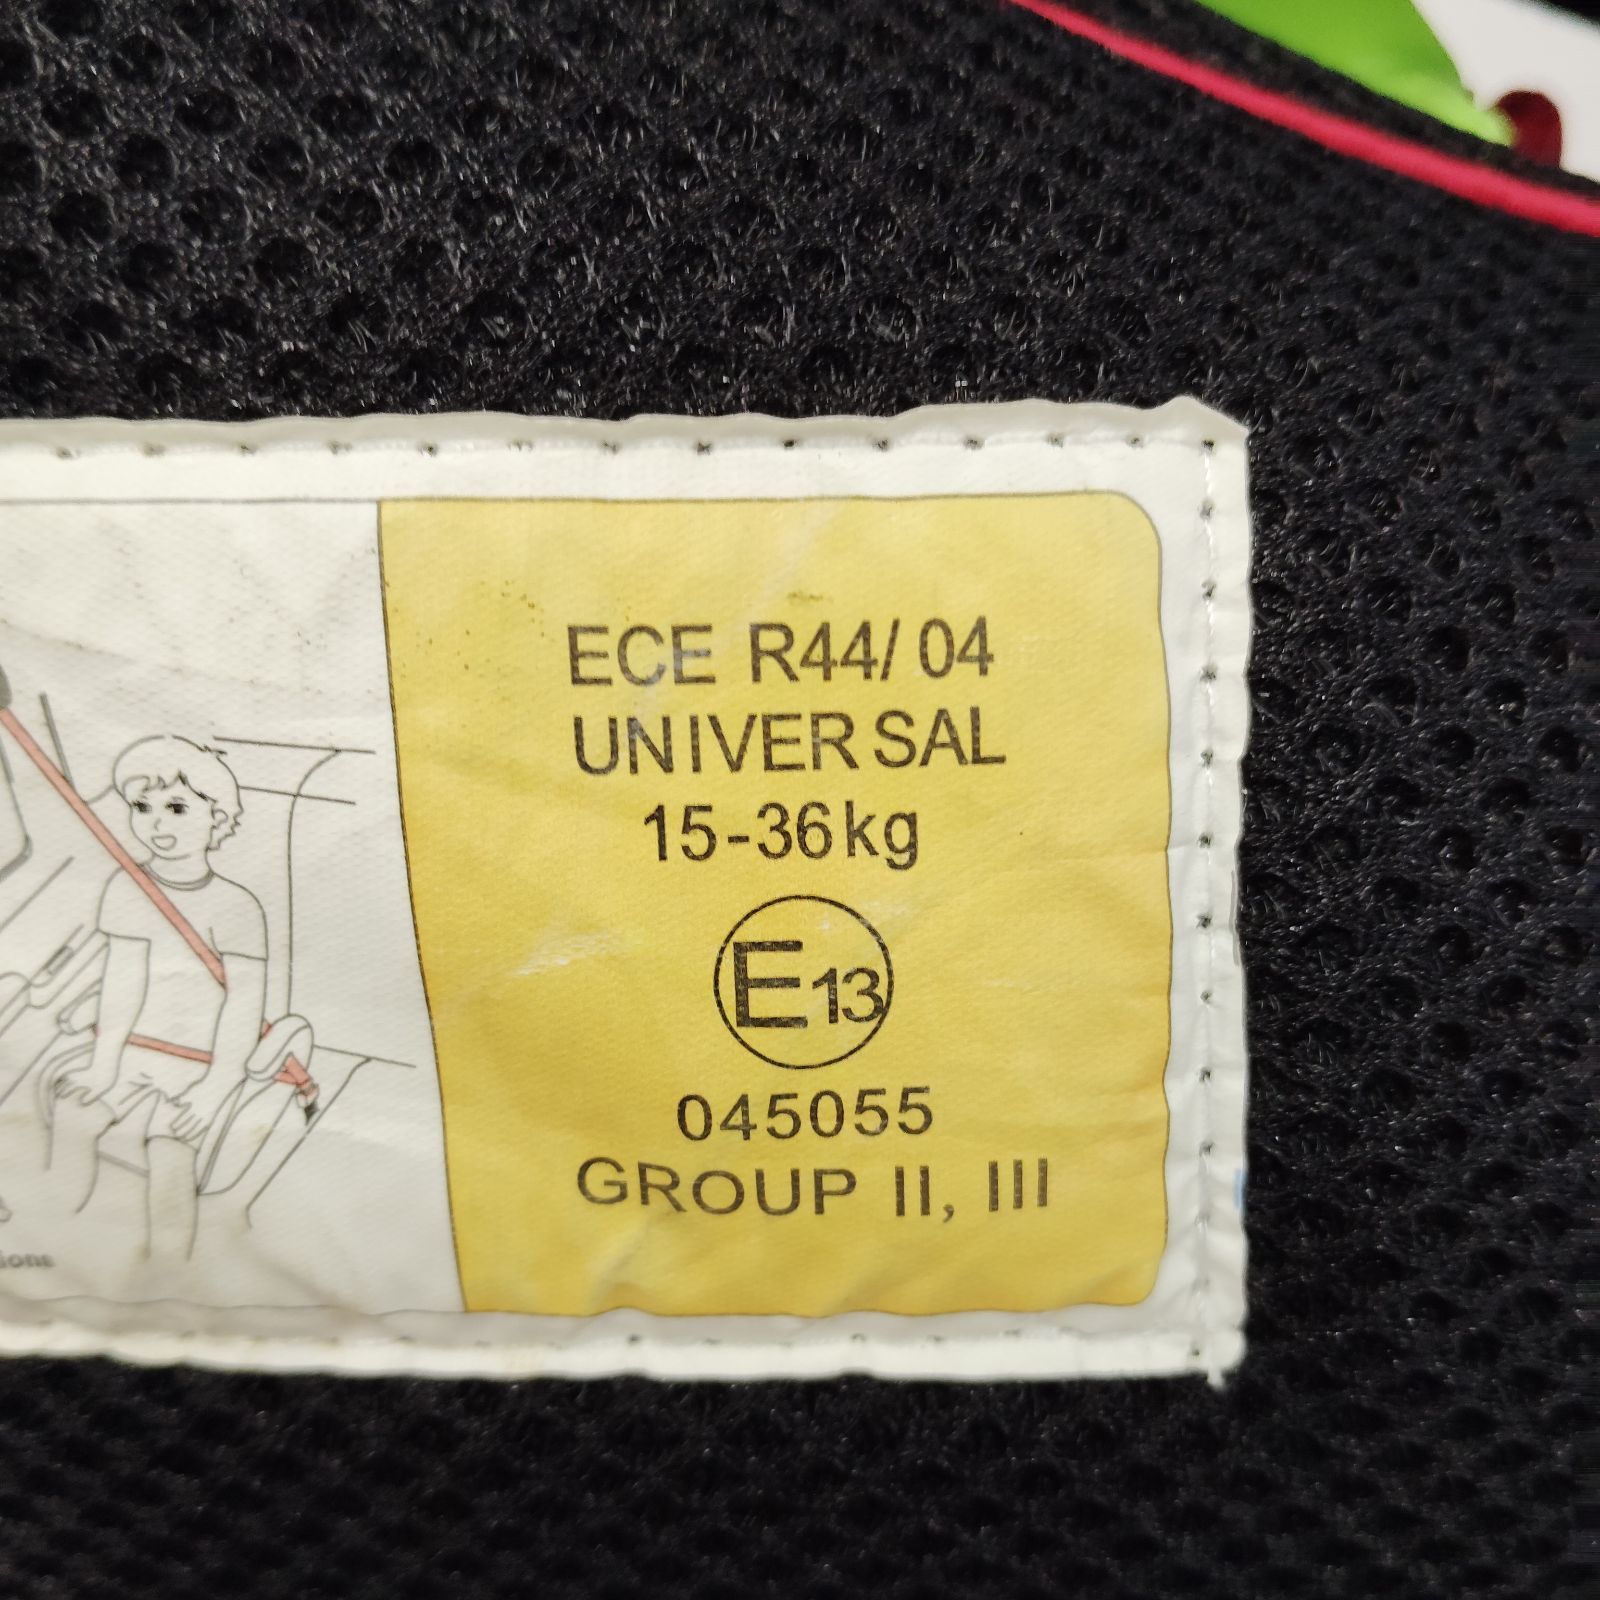 ECE R44/04
UNIVERSAL
15-36kg
E13
045055
GROUP II, III